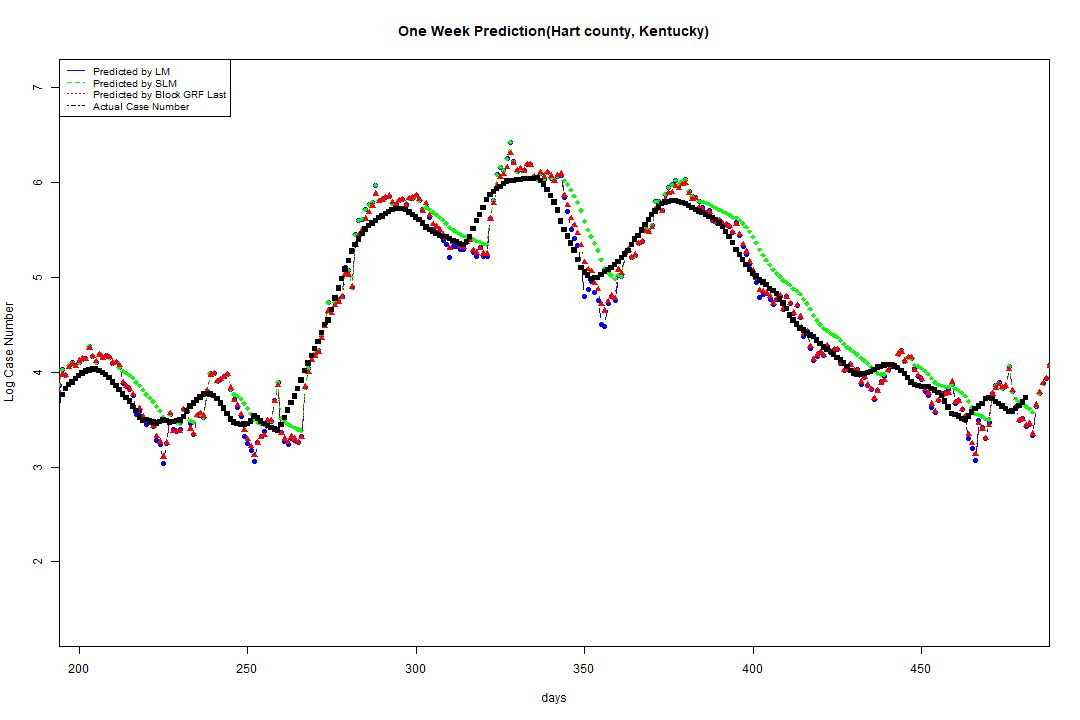 One Week Prediction(Hart county, Kentucky)
Predicted by LM
Predicted by SLM
Predicted by Block GRF Last
Actual Case Number
7
6
5
4
3
2
Log Case Number
200 250 300 350 400 450
days